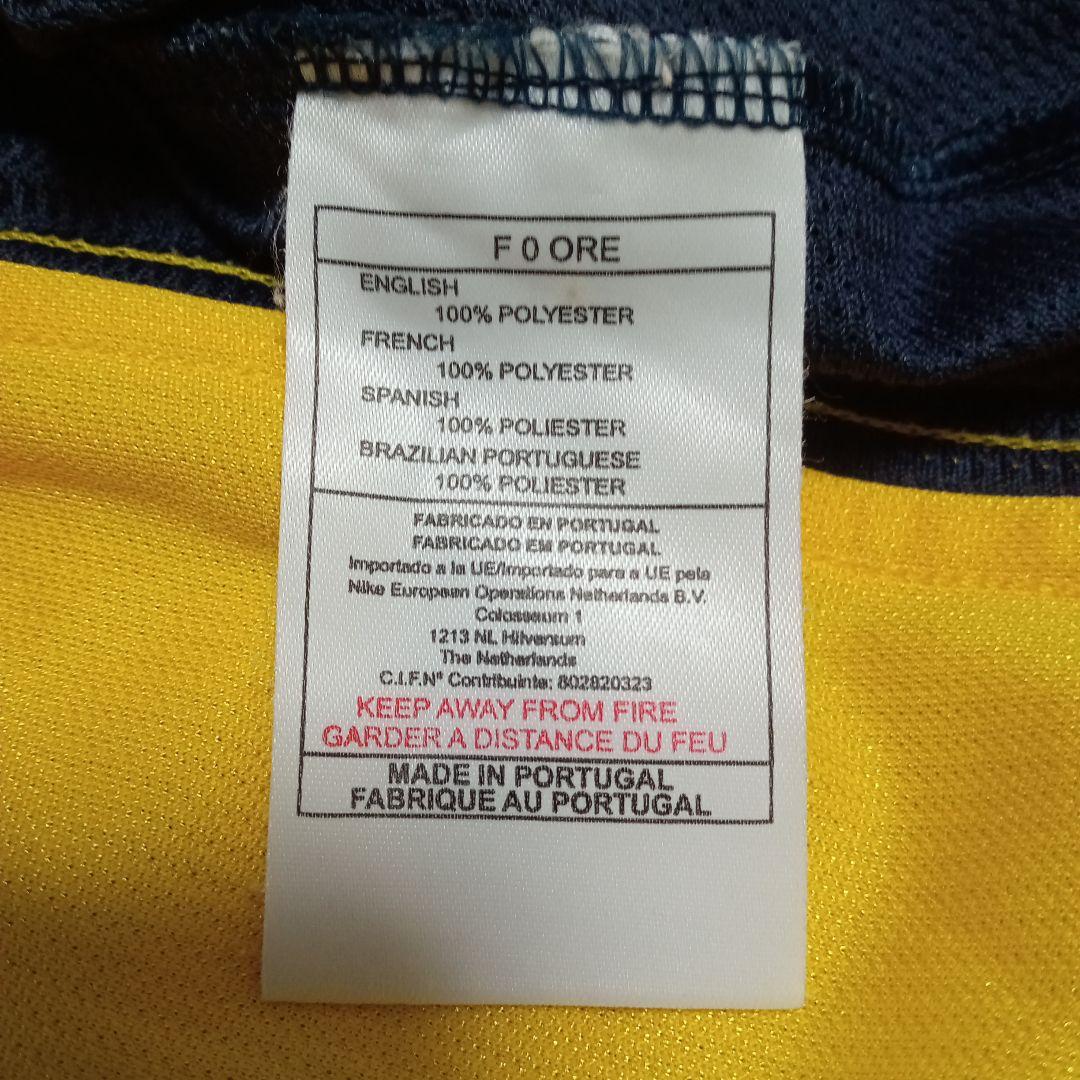 F 0 ORE
ENGLISH
100% POLYESTER
FRENCH
100% POLYESTER
SPANISH
100% POLIESTER
BRAZILIAN PORTUGUESE
100% POLIESTER
FABRICADO EN PORTUGAL
FABRICADO EM PORTUGAL
Importado a la UE/Importado para a UE pela
Nike European Operations Netherlands B.V.
Colosseum 1
1213 NL Hilversum
The Netherlands
C.I.F.N° Contribuinte: 802820323
KEEP AWAY FROM FIRE
GARDER A DISTANCE DU FEU
MADE IN PORTUGAL
FABRIQUE AU PORTUGAL